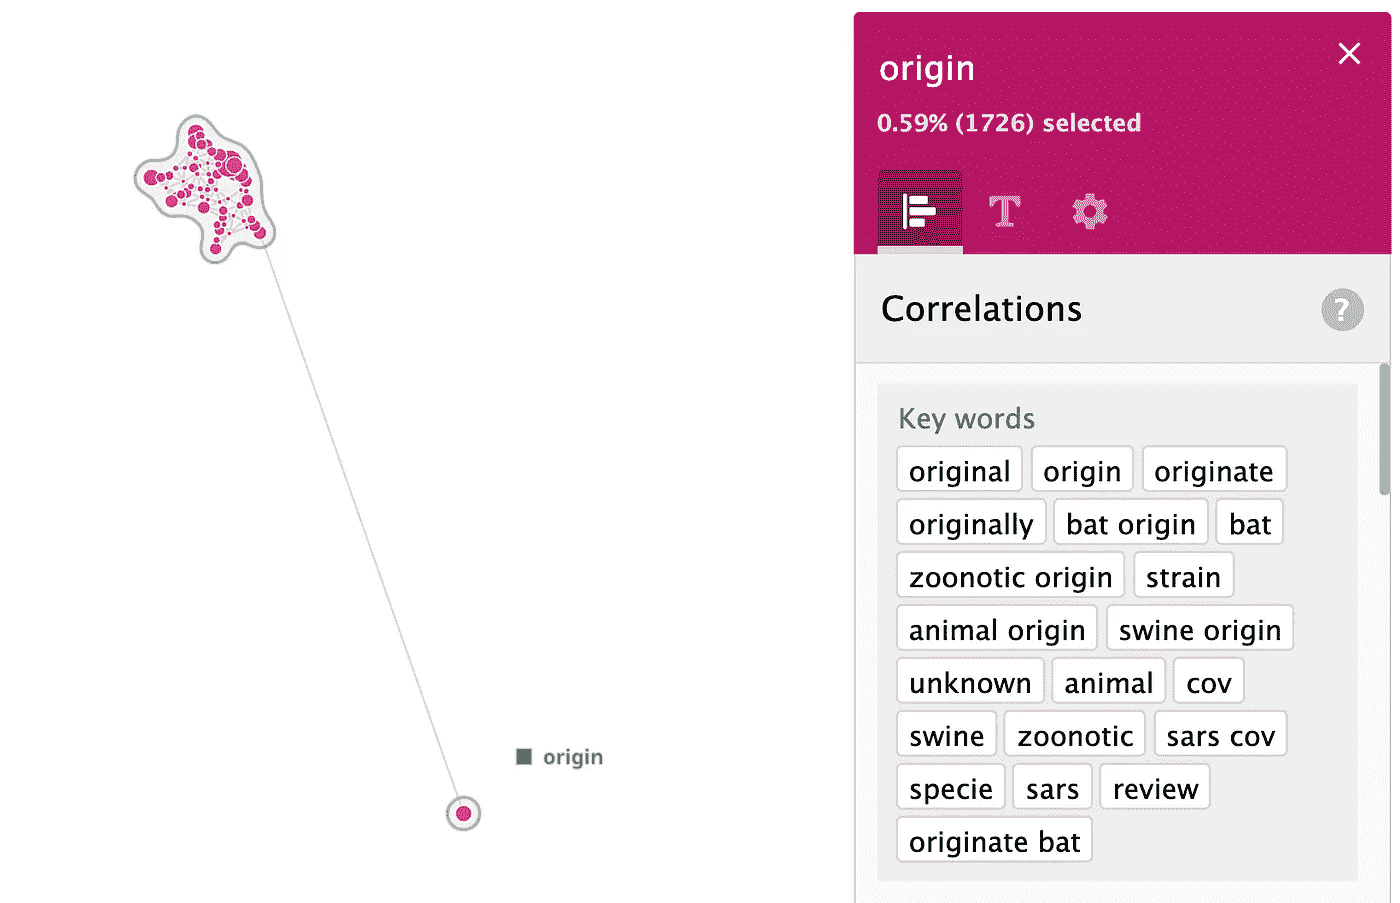 origin
0.59% (1726) selected
T
Correlations
?
Key words
original origin originate
originally bat origin bat
zoonotic origin strain
animal origin swine origin
unknown animal cov
swine zoonotic sars cov
specie sars review
originate bat
origin